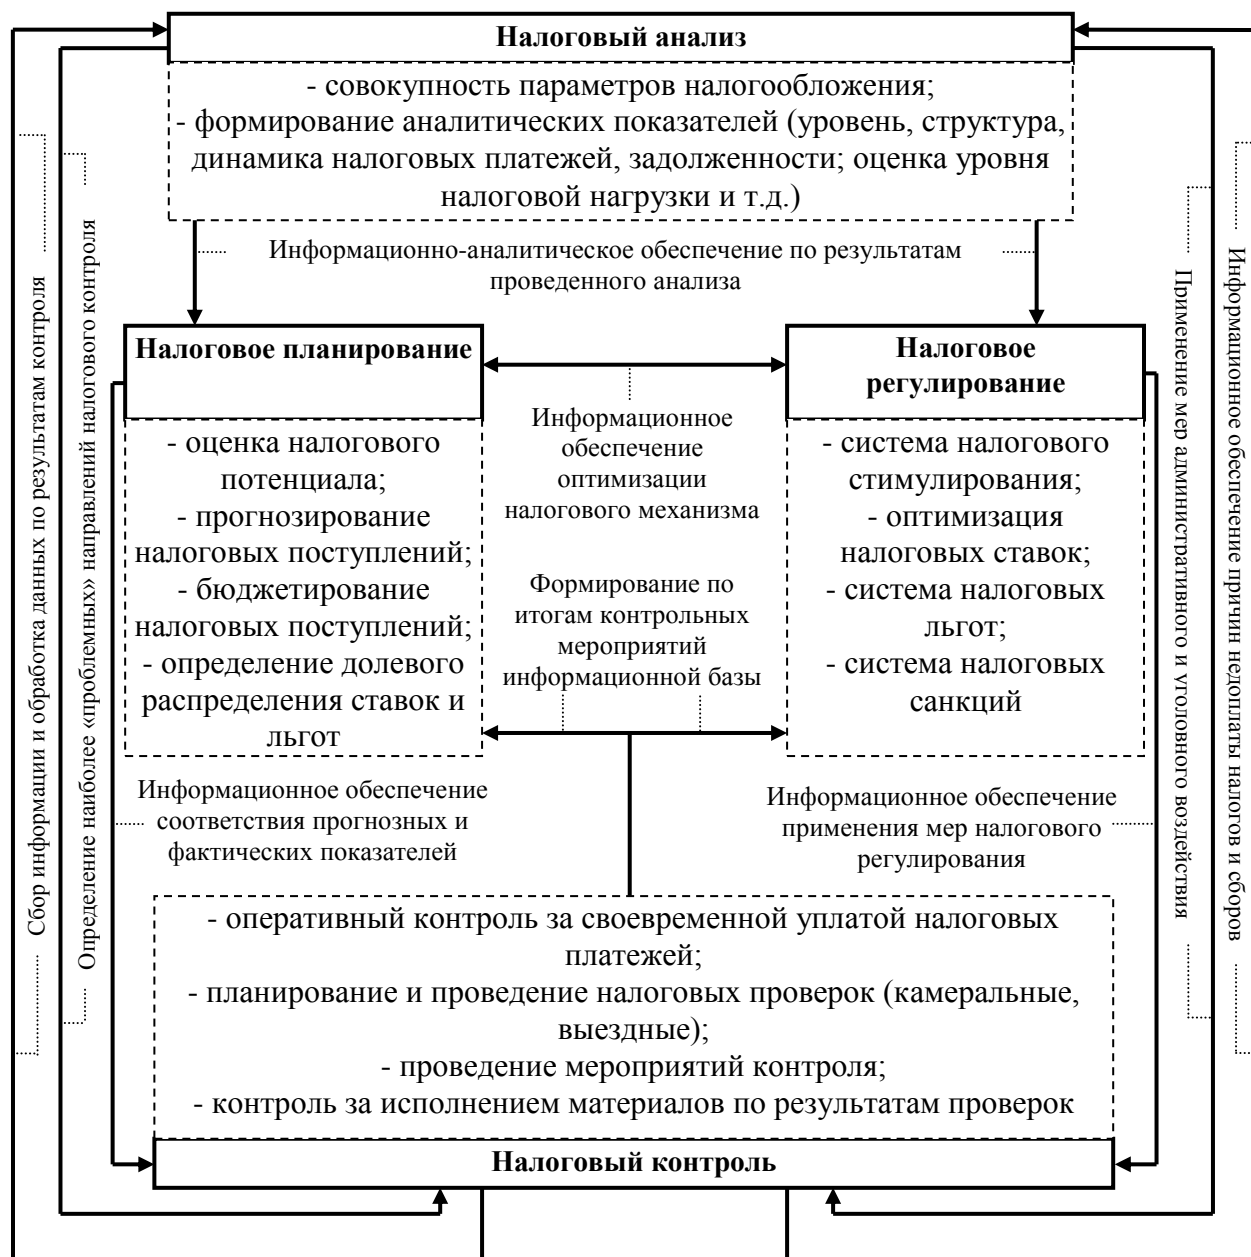 Налоговый анализ
- совокупность параметров налогообложения;
- формирование аналитических показателей (уровень, структура,
динамика налоговых платежей, задолженности; оценка уровня
налоговой нагрузки и т.д.)
Информационно-аналитическое обеспечение по результатам
проведенного анализа
Сбор информации и обработка данных по результатам контроля
Определение наиболее «проблемных» направлений налогового контроля
Налоговое планирование
- оценка налогового
потенциала;
- прогнозирование
налоговых поступлений;
- бюджетирование
налоговых поступлений;
- определение долевого
распределения ставок и
льгот
Информационное
обеспечение
оптимизации
налогового механизма
Формирование по
итогам контрольных
мероприятий
информационной базы
Налоговое
регулирование
- система налогового
стимулирования;
- оптимизация
налоговых ставок;
- система налоговых
льгот;
- система налоговых
санкций
Применение мер административного и уголовного воздействия
Информационное обеспечение причин недоплаты налогов и сборов
Информационное обеспечение
соответствия прогнозных и
фактических показателей
Информационное обеспечение
применения мер налогового
регулирования
- оперативный контроль за своевременной уплатой налоговых
платежей;
- планирование и проведение налоговых проверок (камеральные,
выездные);
- проведение мероприятий контроля;
- контроль за исполнением материалов по результатам проверок
Налоговый контроль